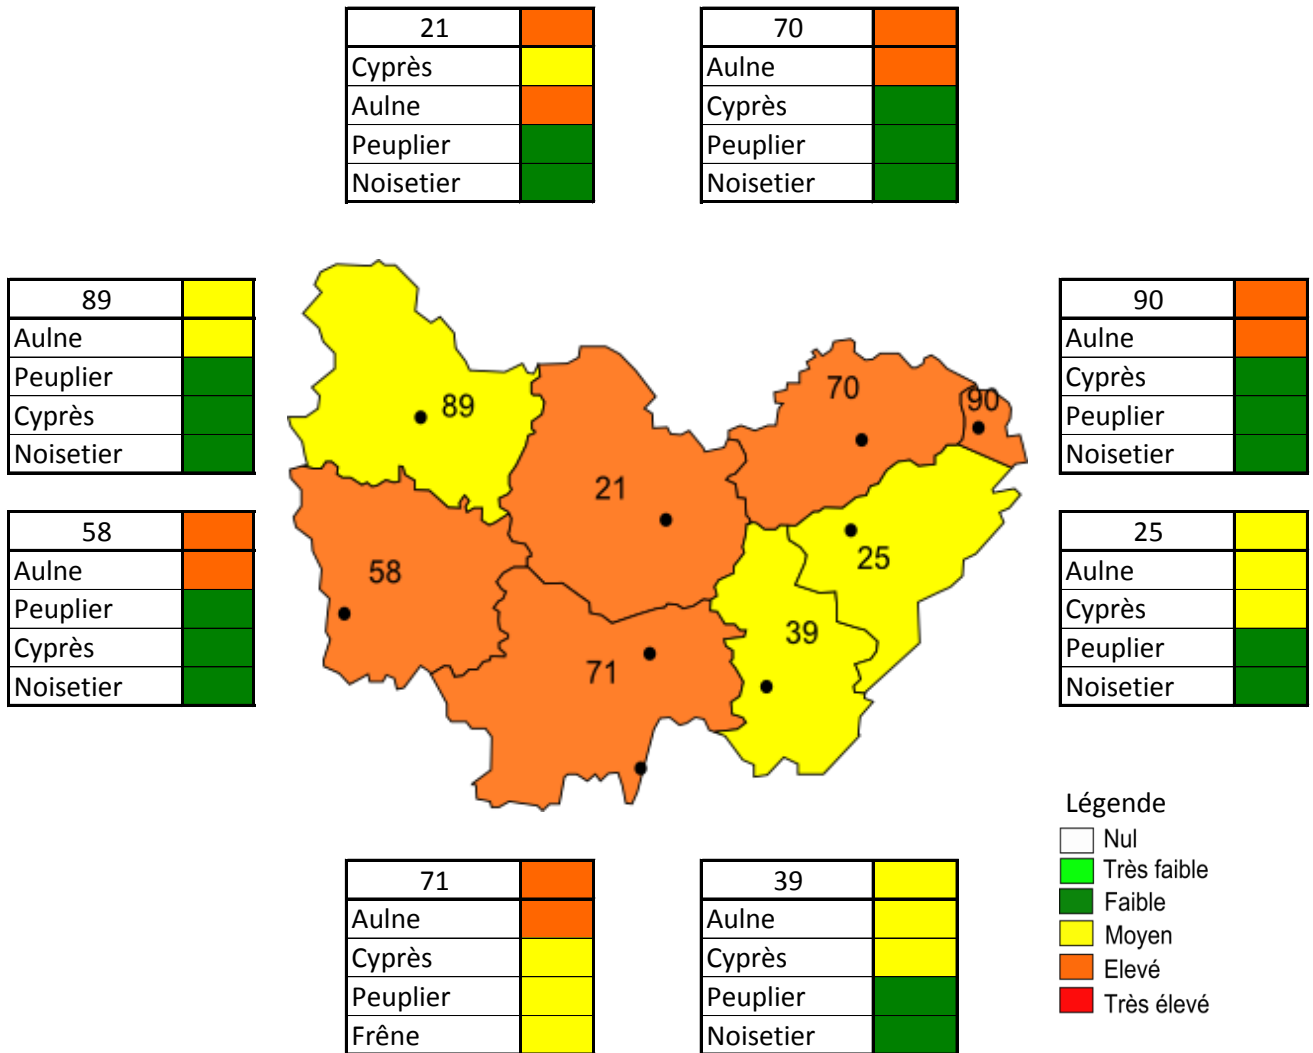 21
Cyprès
Aulne
Peuplier
Noisetier
70
Aulne
Cyprès
Peuplier
Noisetier
89
Aulne
Peuplier
Cyprès
Noisetier
58
Aulne
Peuplier
Cyprès
Noisetier
89
21
70
90
58
25
39
71
90
Aulne
Cyprès
Peuplier
Noisetier
25
Aulne
Cyprès
Peuplier
Noisetier
71
Aulne
Cyprès
Peuplier
Frêne
39
Aulne
Cyprès
Peuplier
Noisetier
Légende
Nul
Très faible
Faible
Moyen
Elevé
Très élevé